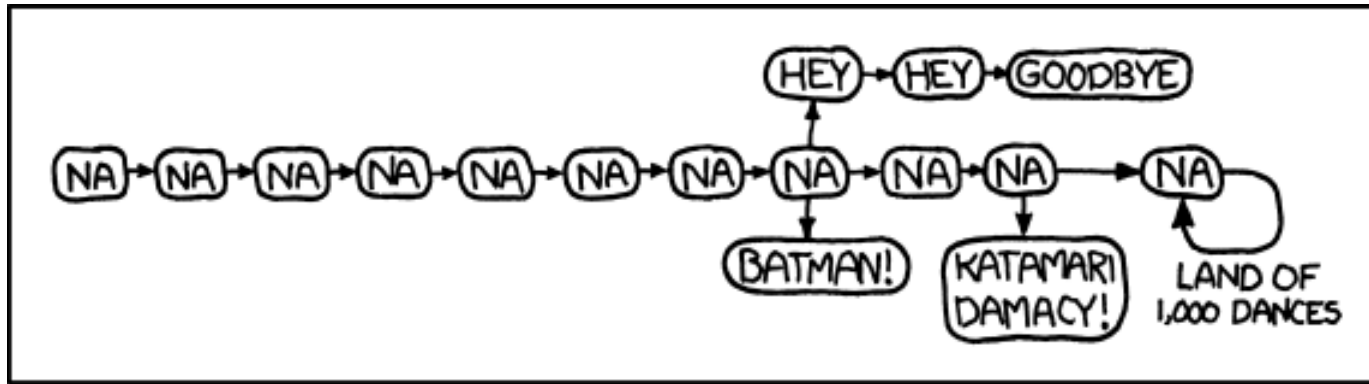 HEY HEY GOODBYE
NA NA NA NA NA NA NA NA NA NA NA
BATMAN!
KATAMARI
DAMACY!
LAND OF
1,000 DANCES